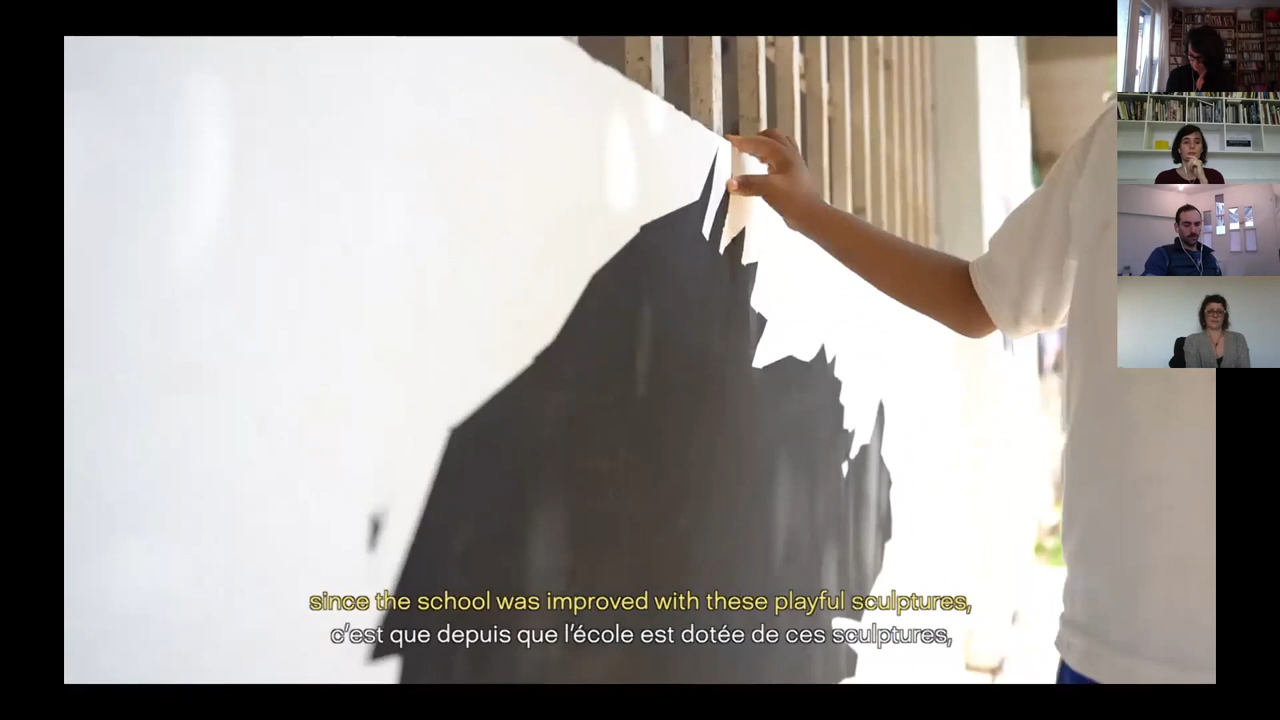 since the school was improved with these playful sculptures,
c'est que depuis que l'école est dotée de ces sculptures,